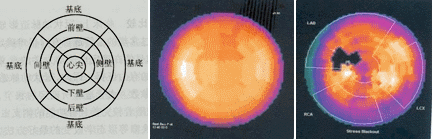 基底
前壁
基底 间壁 心尖 侧壁 基底
下壁
后壁
基底
LAD
RCA
LCX
Stress Blackout